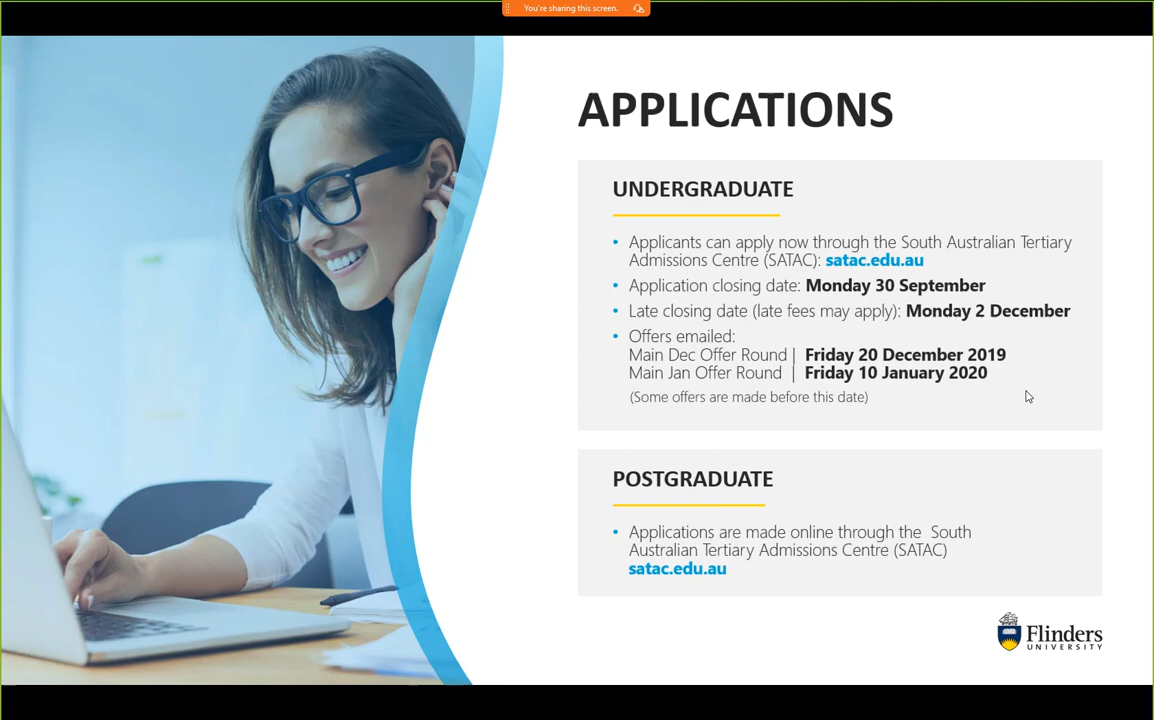 You're sharing this screen.
APPLICATIONS
UNDERGRADUATE
• Applicants can apply now through the South Australian Tertiary
Admissions Centre (SATAC): satac.edu.au
• Application closing date: Monday 30 September
• Late closing date (late fees may apply): Monday 2 December
• Offers emailed:
Main Dec Offer Round | Friday 20 December 2019
Main Jan Offer Round | Friday 10 January 2020
(Some offers are made before this date)
POSTGRADUATE
• Applications are made online through the  South
Australian Tertiary Admissions Centre (SATAC)
satac.edu.au
Flinders
UNIVERSITY